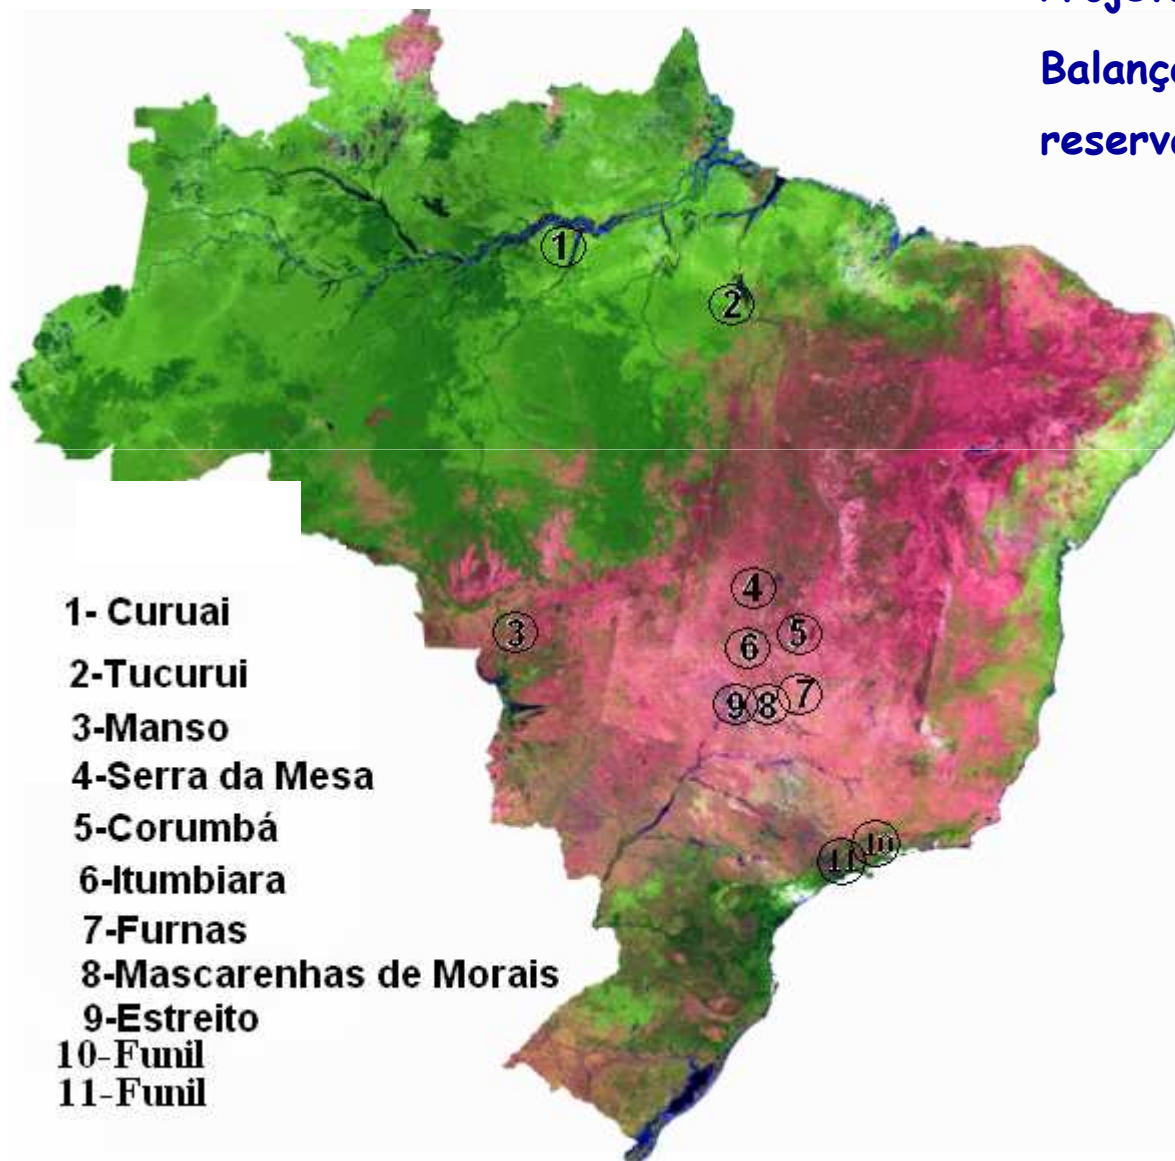 Balanç
reserv
1
2
3
4
5
6
7
8
9
10
11
1- Curuai
2-Tucurui
3-Manso
4-Serra da Mesa
5-Corumbá
6-Itumbiara
7-Furnas
8-Mascarenhas de Morais
9-Estreito
10-Funil
11-Funil